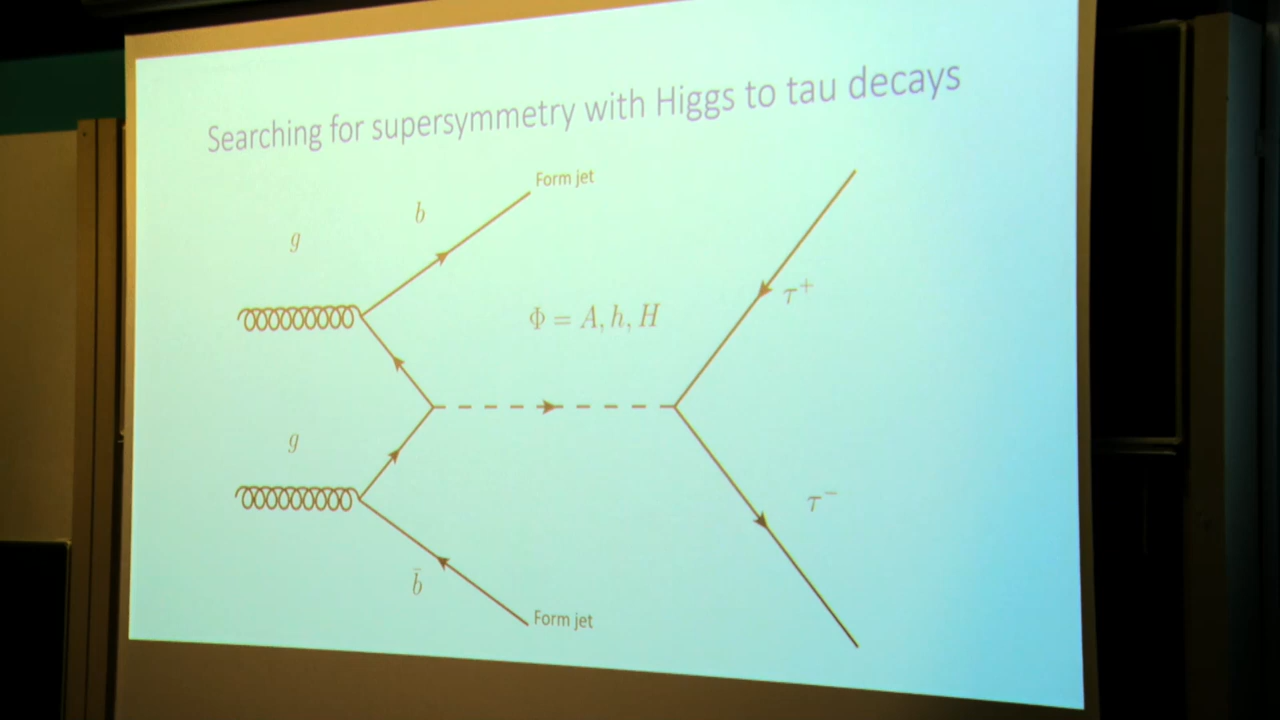 Searching for supersymmetry with Higgs to tau decays
Form jet
b
g
τ⁺
Φ = A, h, H
g
τ⁻
b̄
Form jet